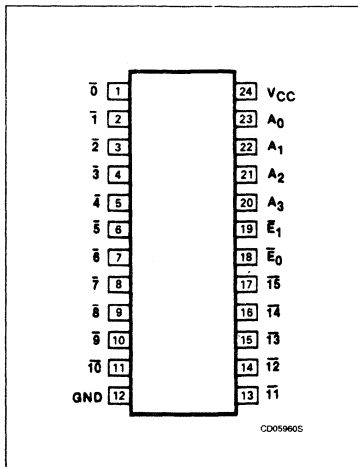 0̅ 1 24 VCC
1̅ 2 23 A0
2̅ 3 22 A1
3̅ 4 21 A2
4̅ 5 20 A3
5̅ 6 19 E̅1
6̅ 7 18 E̅0
7̅ 8 17 1̅5̅
8̅ 9 16 1̅4̅
9̅ 10 15 1̅3̅
1̅0̅ 11 14 1̅2̅
GND 12 13 1̅1̅
CD05960S